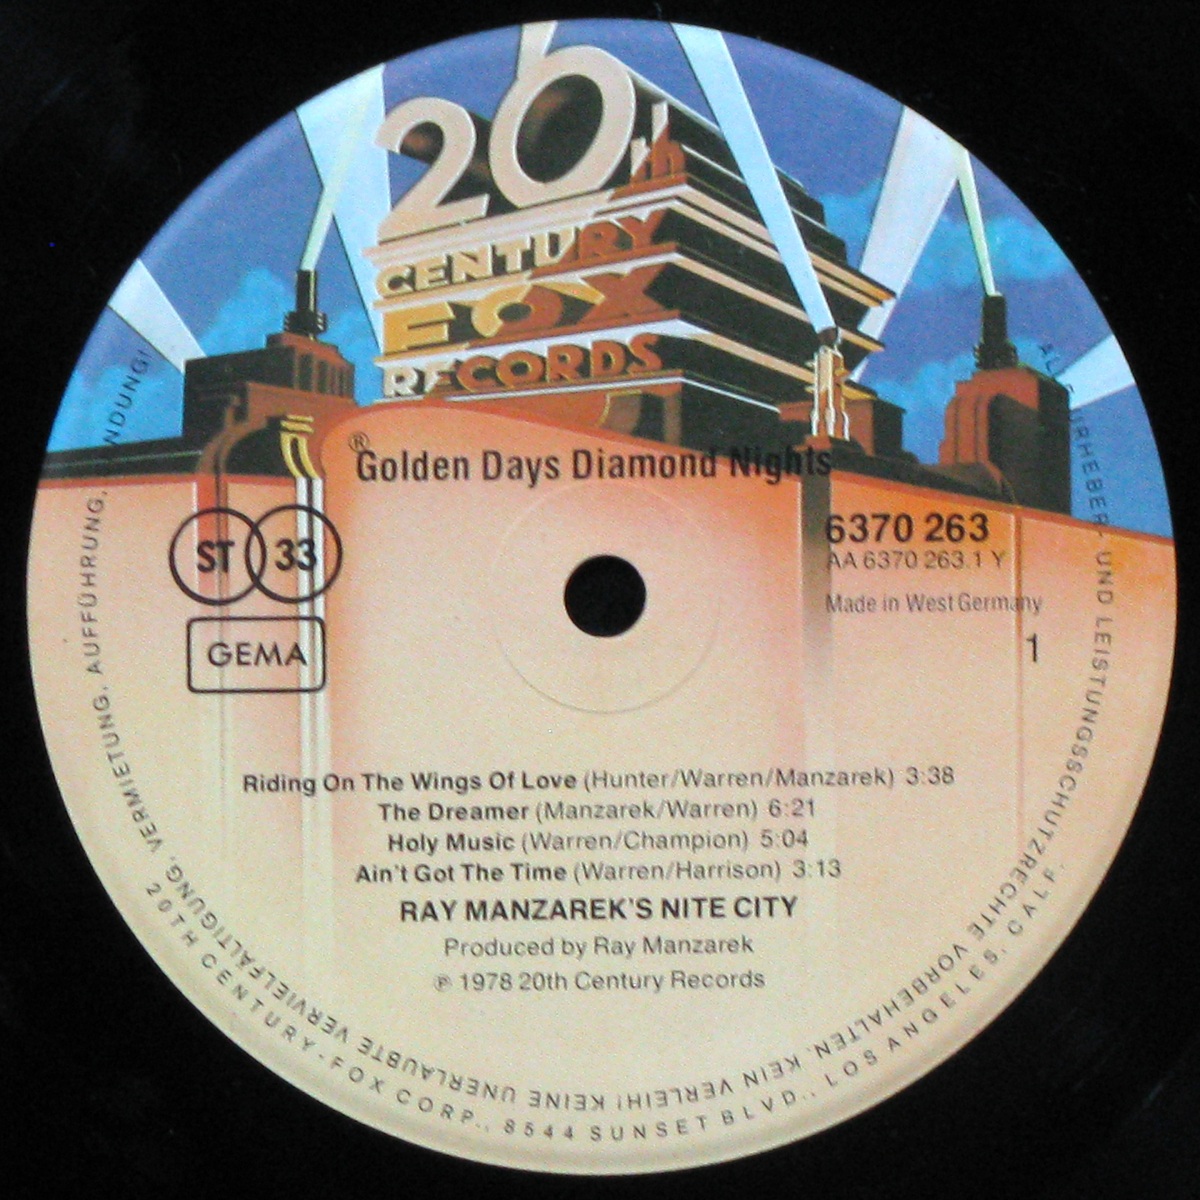 20th
CENTURY
FOX
RECORDS
®
Golden Days Diamond Nights
ST 33
GEMA
6370 263
AA 6370 263.1 Y
Made in West Germany
1
Riding On The Wings Of Love (Hunter/Warren/Manzarek) 3:38
The Dreamer (Manzarek/Warren) 6:21
Holy Music (Warren/Champion) 5:04
Ain't Got The Time (Warren/Harrison) 3:13
RAY MANZAREK'S NITE CITY
Produced by Ray Manzarek
℗ 1978 20th Century Records
ALLE URHEBER- UND LEISTUNGSSCHUTZRECHTE VORBEHALTEN. KEIN VERLEIH! KEINE UNERLAUBTE VERVIELFÄLTIGUNG, VERMIETUNG, AUFFÜHRUNG, SENDUNG!
20TH CENTURY-FOX CORP., 8544 SUNSET BLVD., LOS ANGELES, CALF.